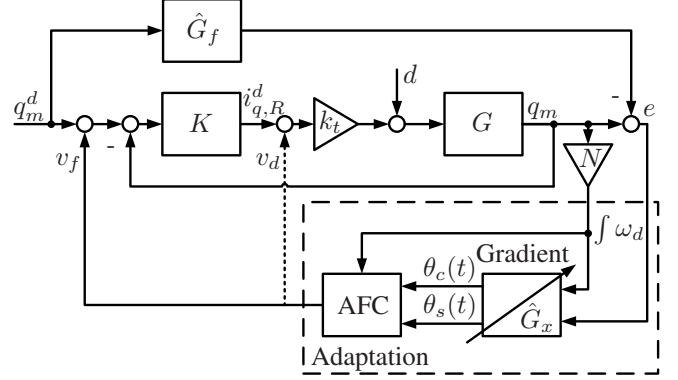 Ĝ_f
q_m^d
i_{q,R}^d
d
q_m
-
e
K
k_t
G
N
v_f
-
v_d
∫ω_d
Gradient
θ_c(t)
AFC
θ_s(t)
Ĝ_x
Adaptation